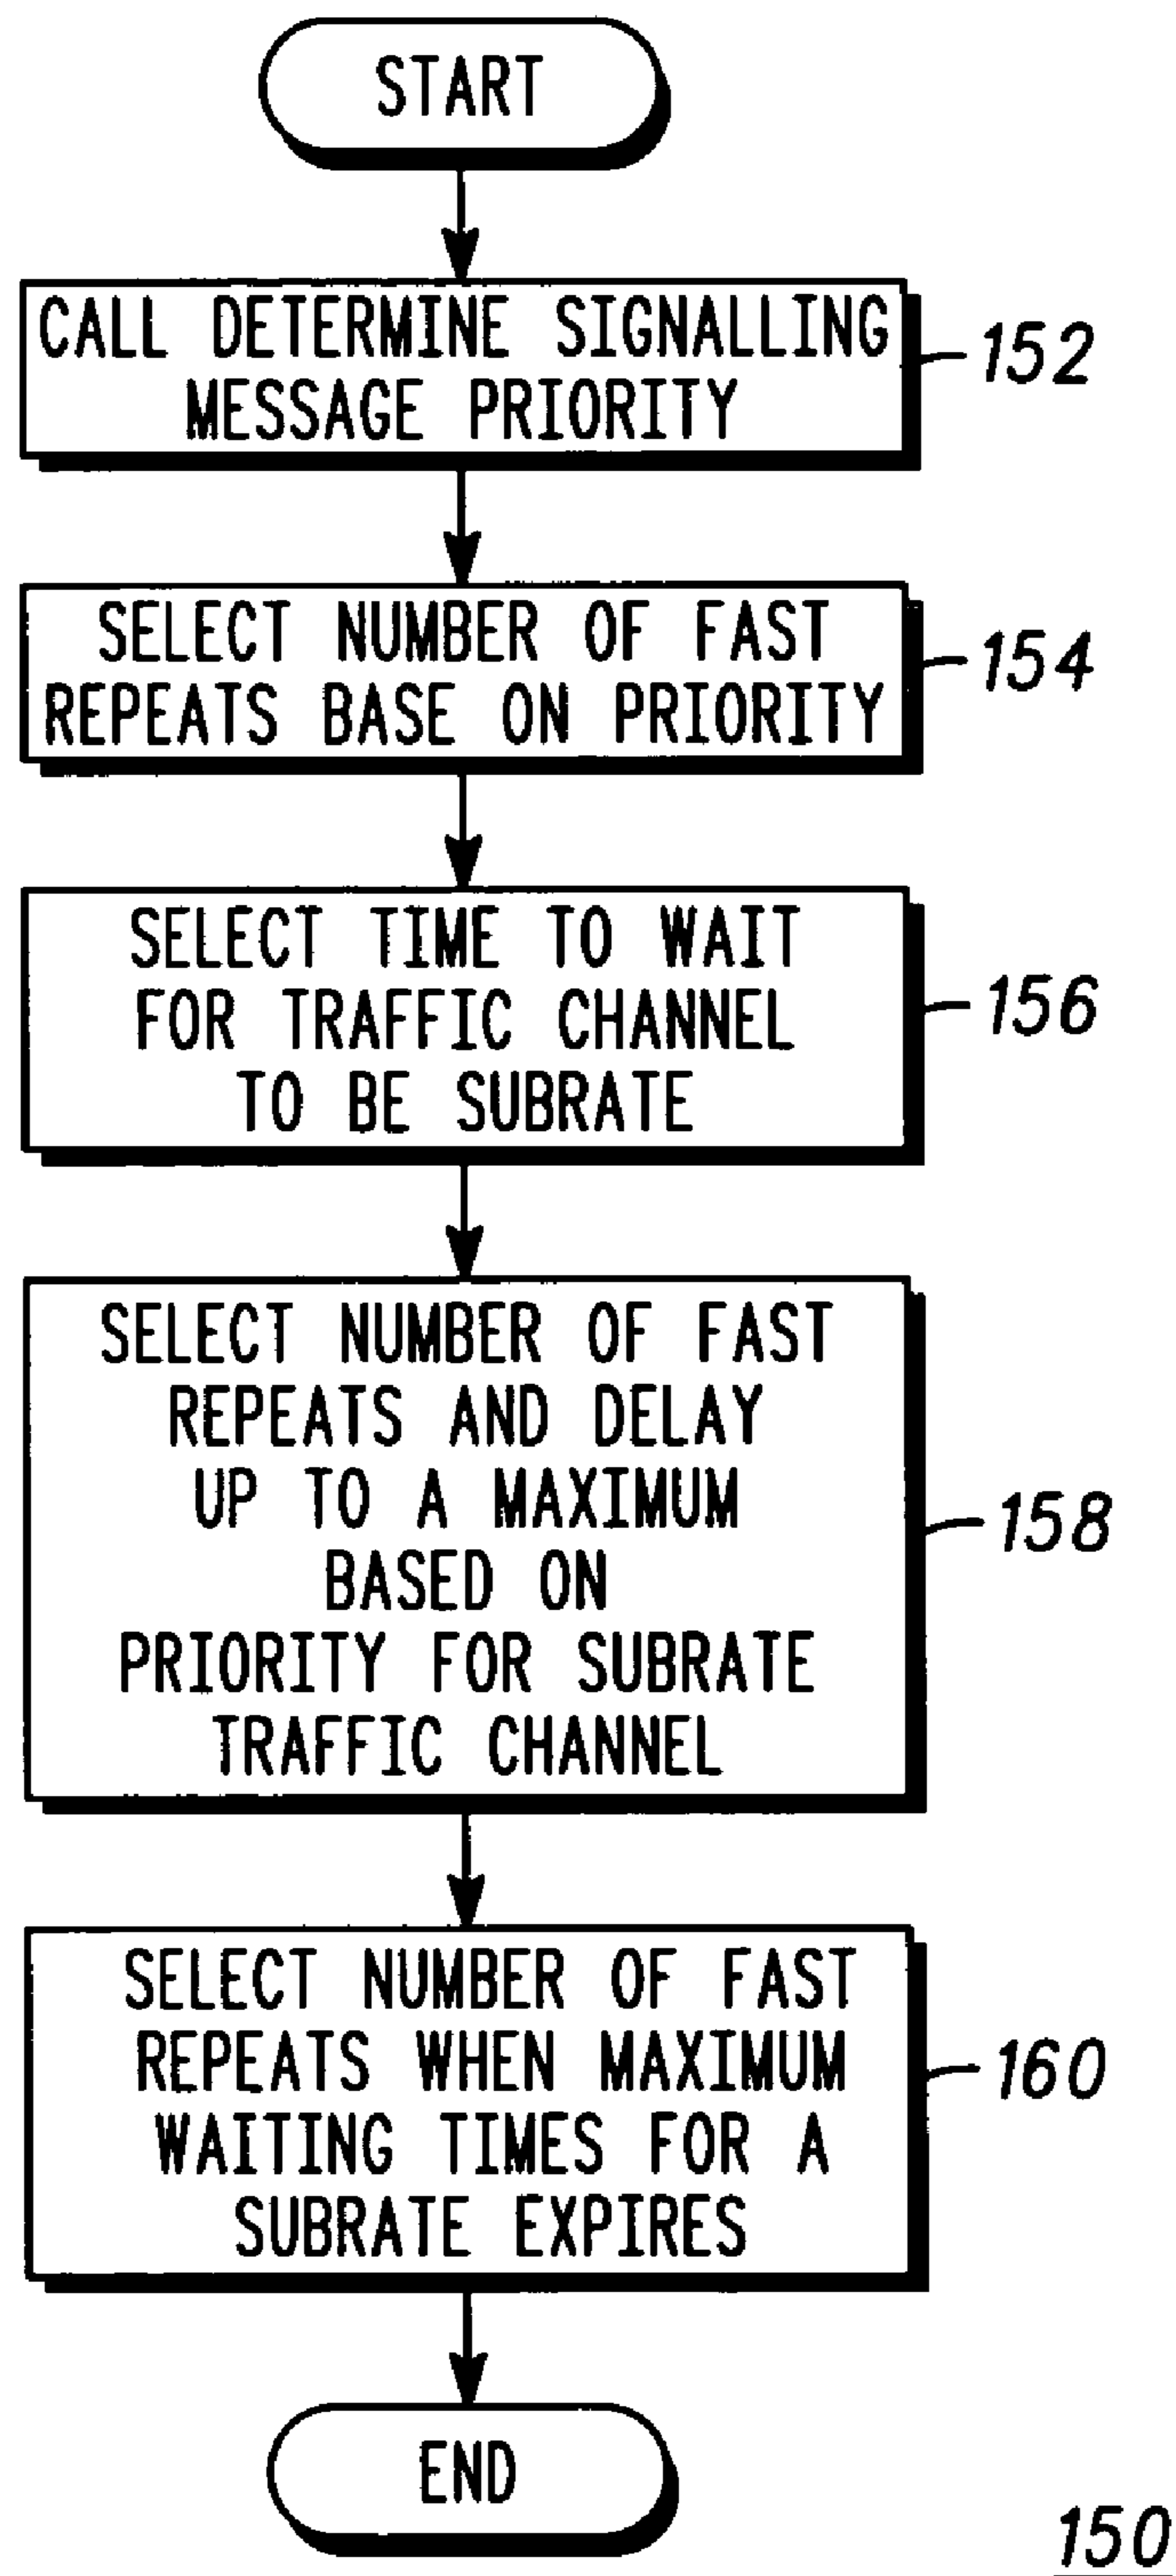 START
CALL DETERMINE SIGNALLING
MESSAGE PRIORITY
152
SELECT NUMBER OF FAST
REPEATS BASE ON PRIORITY
154
SELECT TIME TO WAIT
FOR TRAFFIC CHANNEL
TO BE SUBRATE
156
SELECT NUMBER OF FAST
REPEATS AND DELAY
UP TO A MAXIMUM
BASED ON
PRIORITY FOR SUBRATE
TRAFFIC CHANNEL
158
SELECT NUMBER OF FAST
REPEATS WHEN MAXIMUM
WAITING TIMES FOR A
SUBRATE EXPIRES
160
END
150